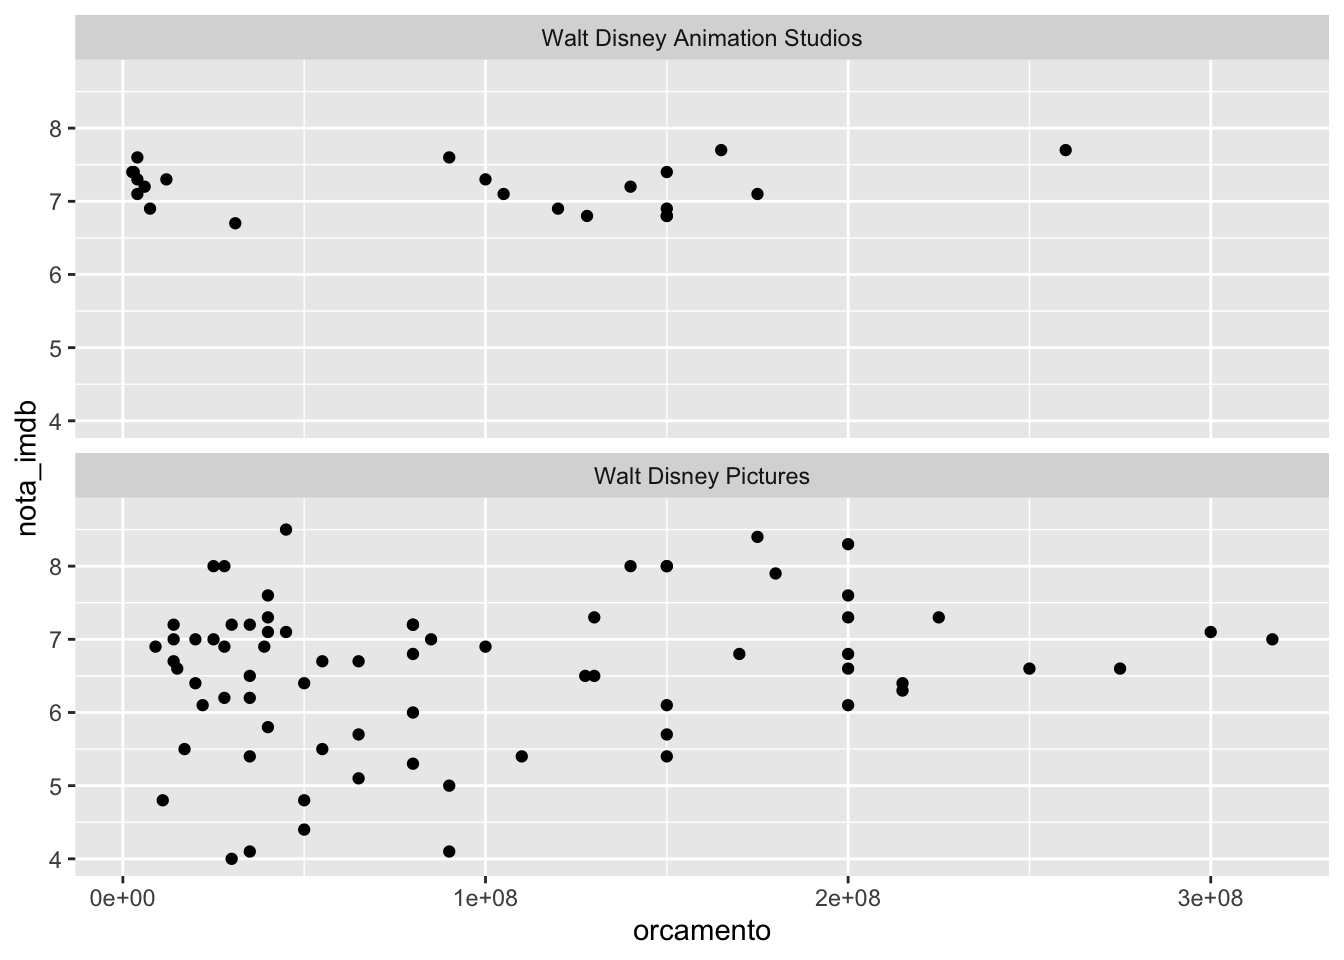 Walt Disney Animation Studios
8
7
6
5
4
nota_imdb
Walt Disney Pictures
8
7
6
5
4
0e+00 1e+08 2e+08 3e+08
orcamento